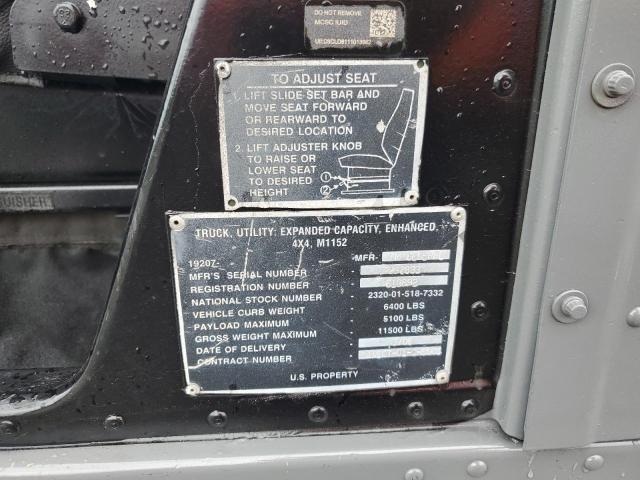 DO NOT REMOVE
MCSC IUID
TO ADJUST SEAT
1. LIFT SLIDE SET BAR AND
MOVE SEAT FORWARD
OR REARWARD TO
DESIRED LOCATION
2. LIFT ADJUSTER KNOB
TO RAISE OR
LOWER SEAT
TO DESIRED
HEIGHT
1
2
GUISHER
TRUCK, UTILITY: EXPANDED CAPACITY, ENHANCED,
4X4, M1152
19207- MFR-
MFR'S SERIAL NUMBER
REGISTRATION NUMBER
NATIONAL STOCK NUMBER - 2320-01-518-7332
VEHICLE CURB WEIGHT - 6400 LBS
PAYLOAD MAXIMUM - 5100 LBS
GROSS WEIGHT MAXIMUM - 11500 LBS
DATE OF DELIVERY
CONTRACT NUMBER
U.S. PROPERTY